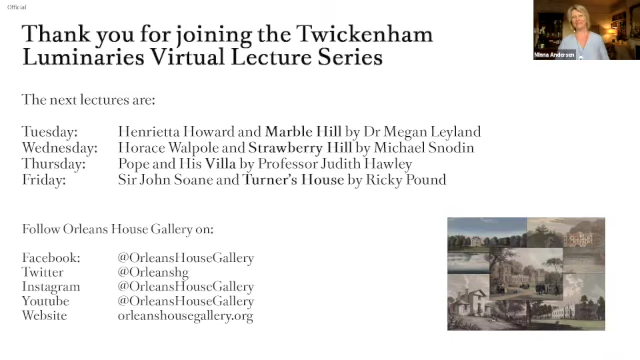 Official
Thank you for joining the Twickenham
Luminaries Virtual Lecture Series
Minna Andersen
The next lectures are:
Tuesday: Henrietta Howard and Marble Hill by Dr Megan Leyland
Wednesday: Horace Walpole and Strawberry Hill by Michael Snodin
Thursday: Pope and His Villa by Professor Judith Hawley
Friday: Sir John Soane and Turner's House by Ricky Pound
Follow Orleans House Gallery on:
Facebook: @OrleansHouseGallery
Twitter @Orleanshg
Instagram @OrleansHouseGallery
Youtube @OrleansHouseGallery
Website orleanshousegallery.org